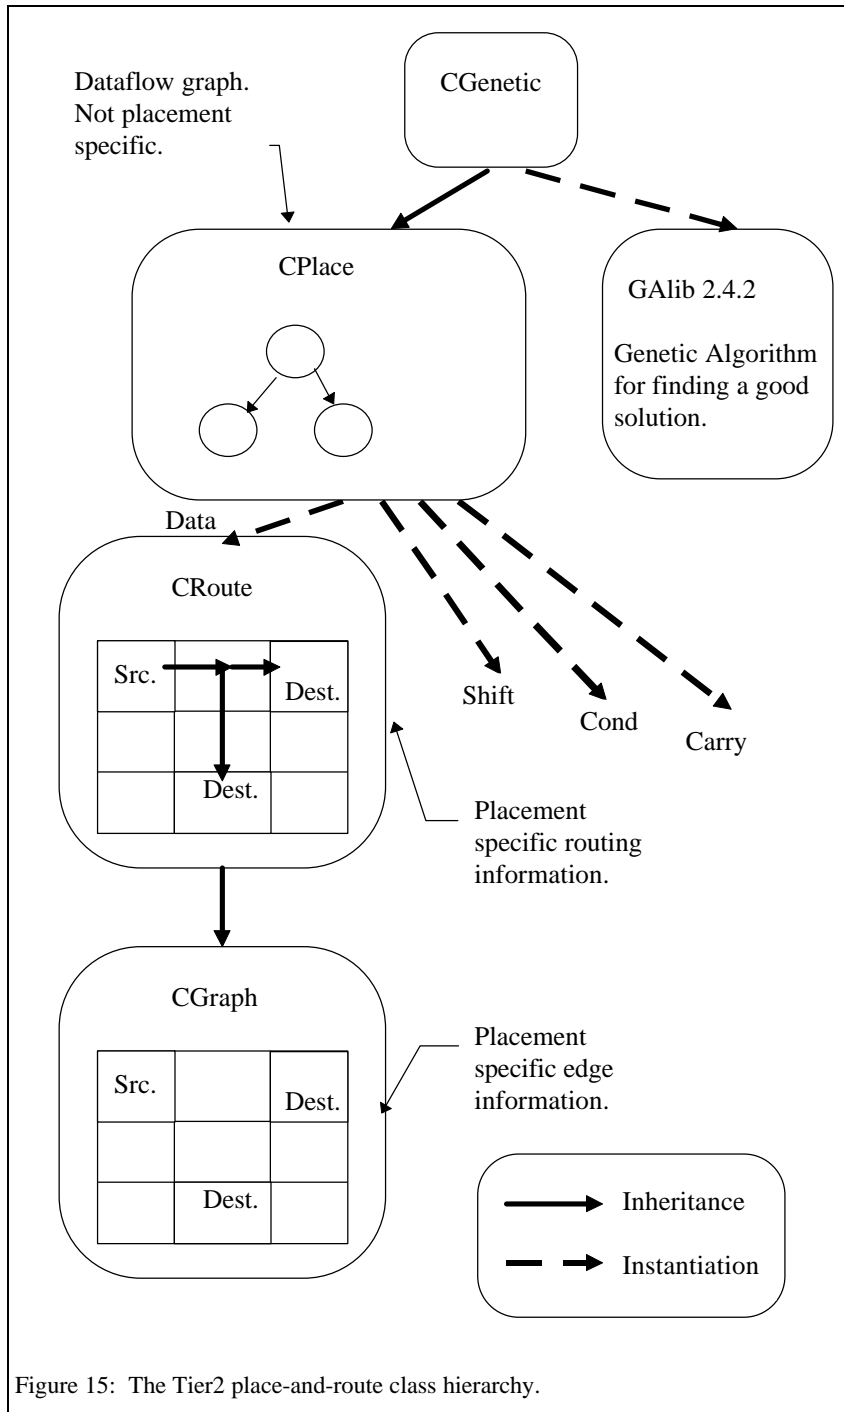 Dataflow graph.
Not placement
specific.
CGenetic
CPlace
GAlib 2.4.2
Genetic Algorithm
for finding a good
solution.
Data
CRoute
Src.
Dest.
Dest.
Shift
Cond
Carry
Placement
specific routing
information.
CGraph
Src.
Dest.
Dest.
Placement
specific edge
information.
Inheritance
Instantiation
Figure 15:  The Tier2 place-and-route class hierarchy.